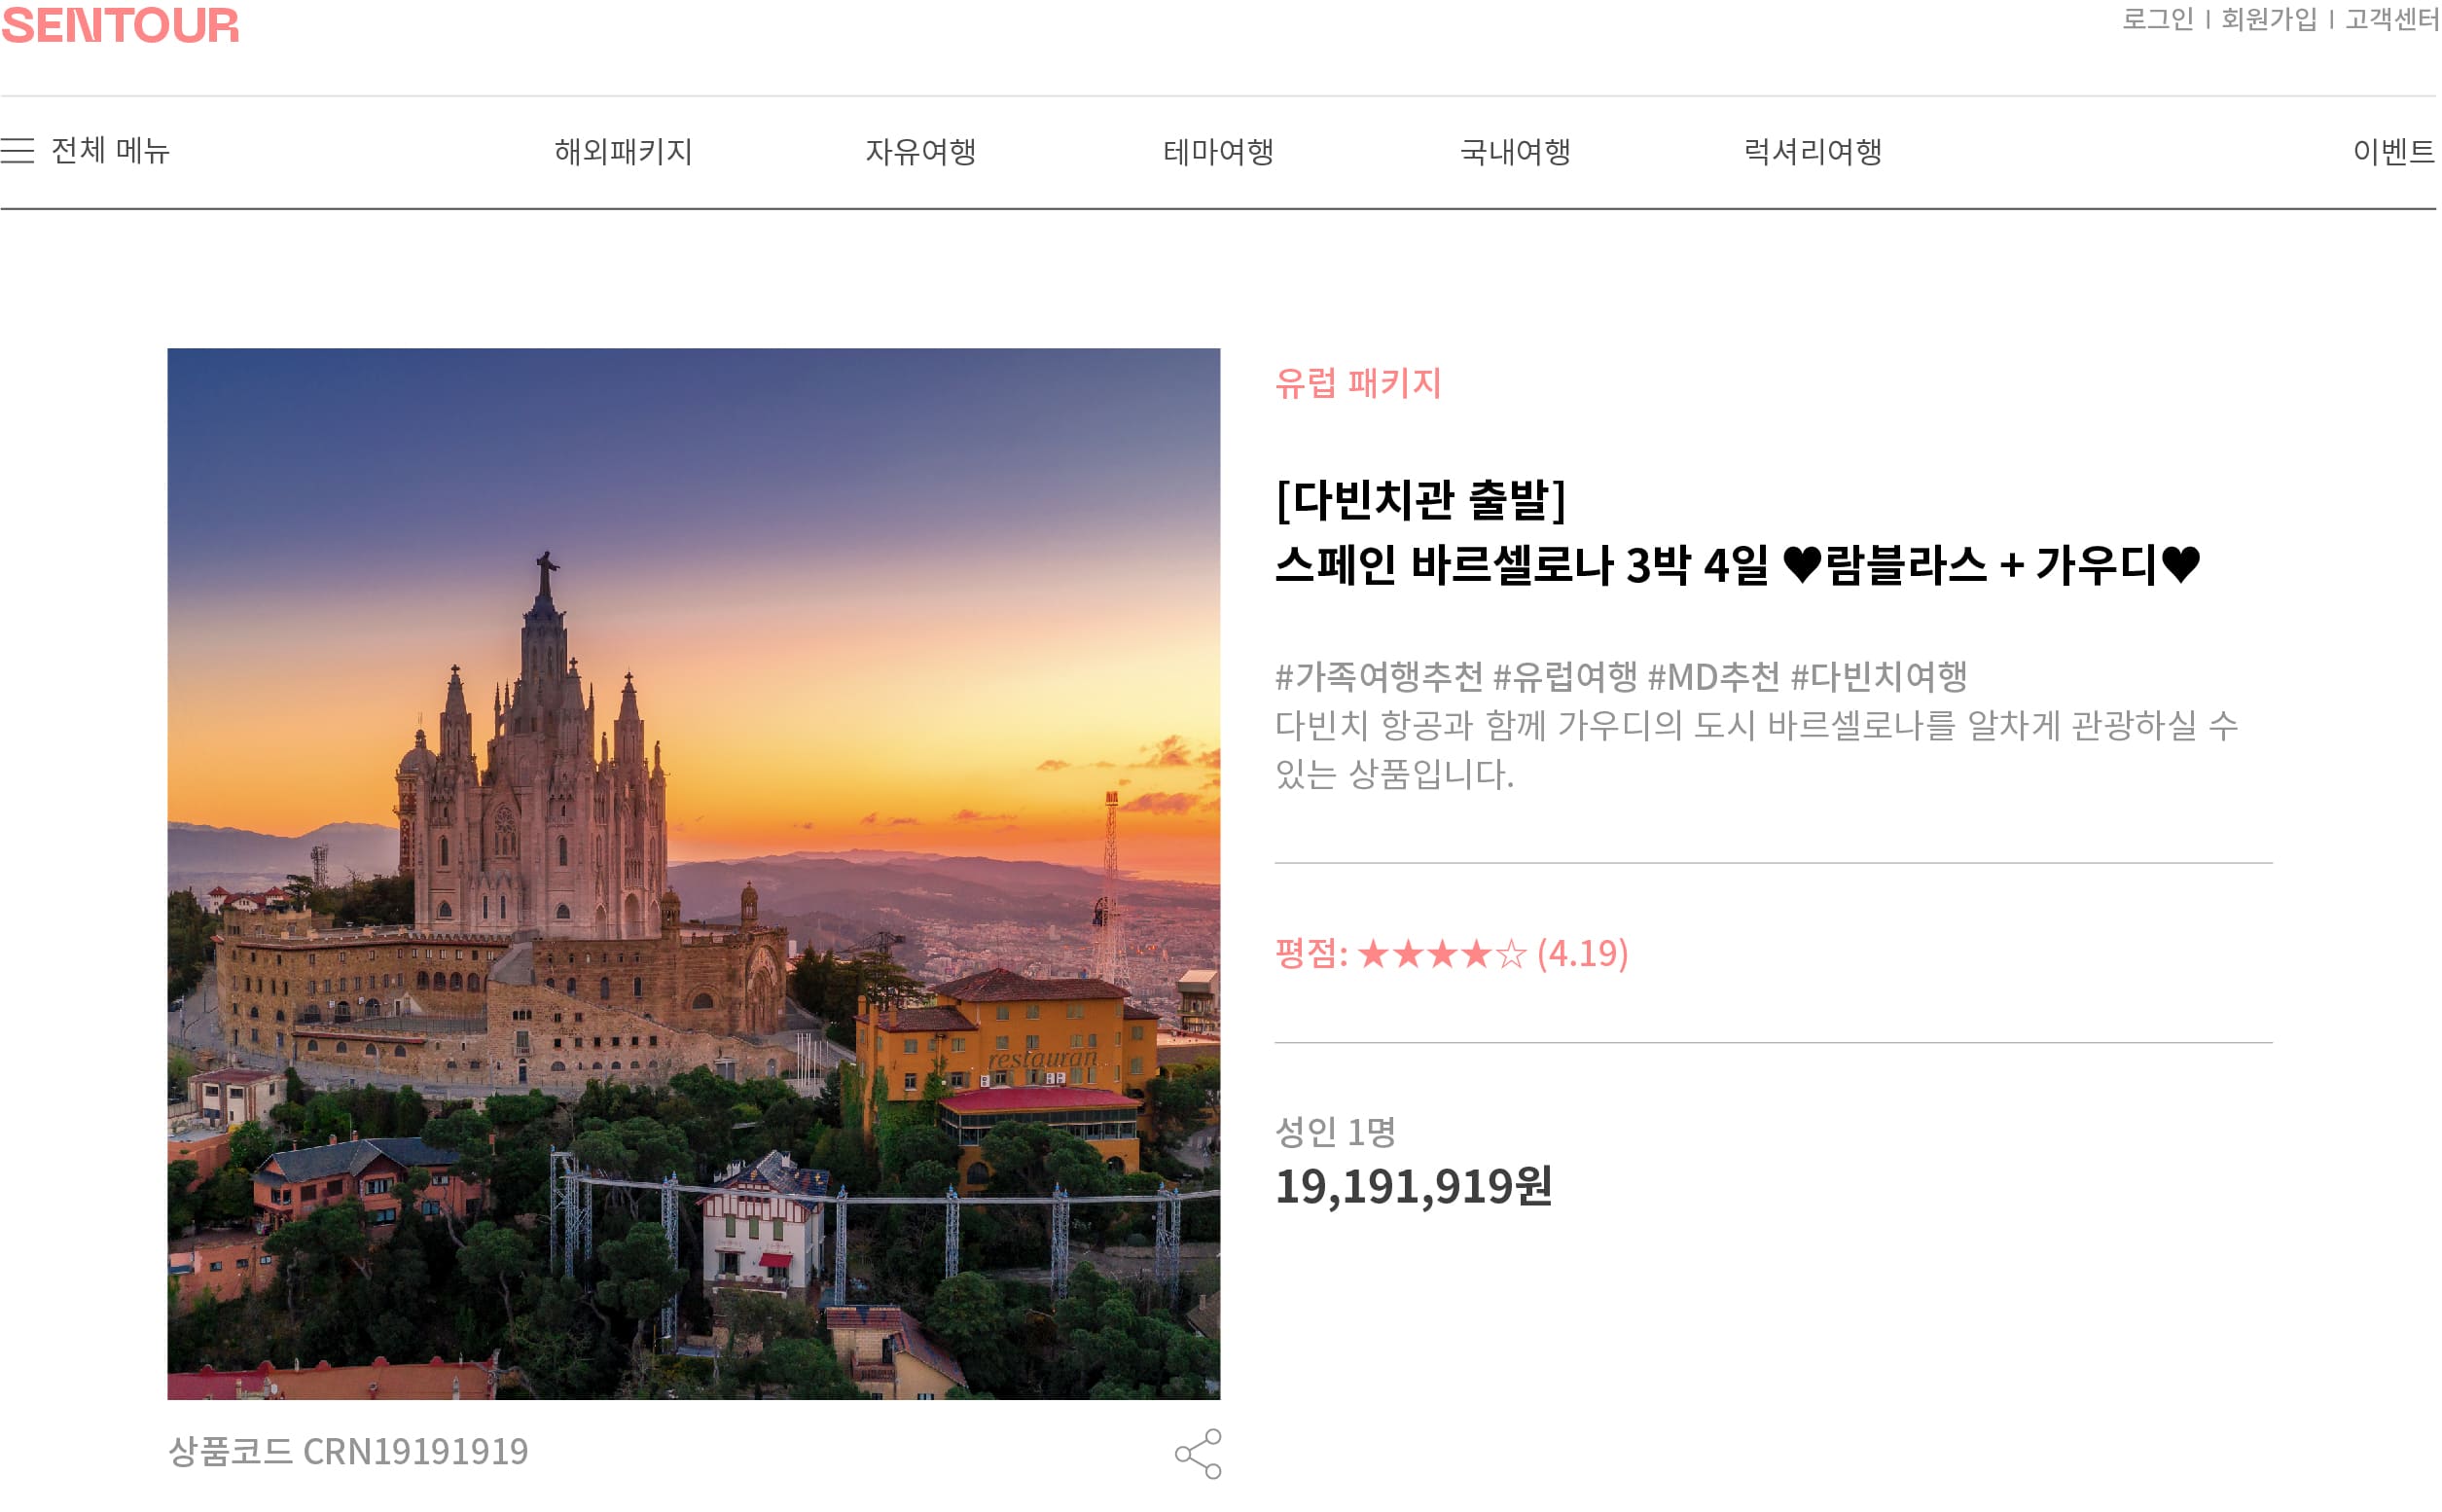 SENTOUR
로그인 | 회원가입 | 고객센터
전체 메뉴
해외패키지
자유여행
테마여행
국내여행
럭셔리여행
이벤트
유럽 패키지
[다빈치관 출발]
스페인 바르셀로나 3박 4일 ♥람블라스 + 가우디♥
#가족여행추천 #유럽여행 #MD추천 #다빈치여행
다빈치 항공과 함께 가우디의 도시 바르셀로나를 알차게 관광하실 수
있는 상품입니다.
평점: ★★★★☆ (4.19)
restauran
성인 1명
19,191,919원
상품코드 CRN19191919